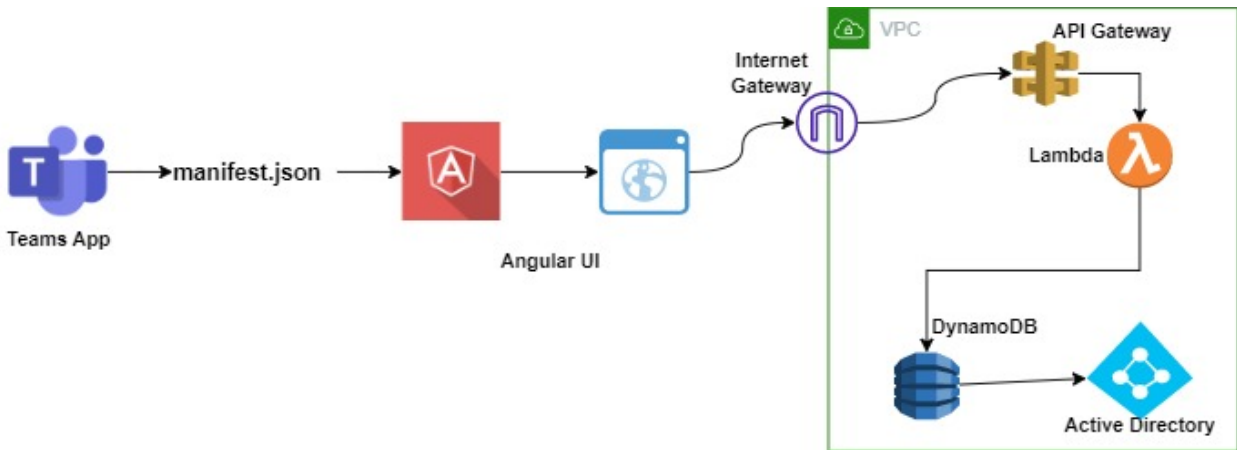 Teams App
manifest.json
Angular UI
Internet
Gateway
VPC
API Gateway
Lambda
DynamoDB
Active Directory